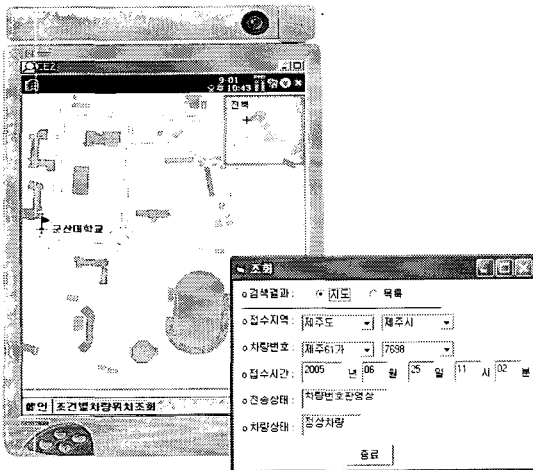 CE2
9-01
오후 10:43
전북
군산대학교
확인 조건별차량위치조회
조회
검색결과 : 지도 목록
접수지역 : 제주도 제주시
차량번호 : 제주61가 7698
접수시간 : 2005 년 06 월 25 일 11 시 02 분
전송상태 : 차량번호판영상
차량상태 : 정상차량
종료